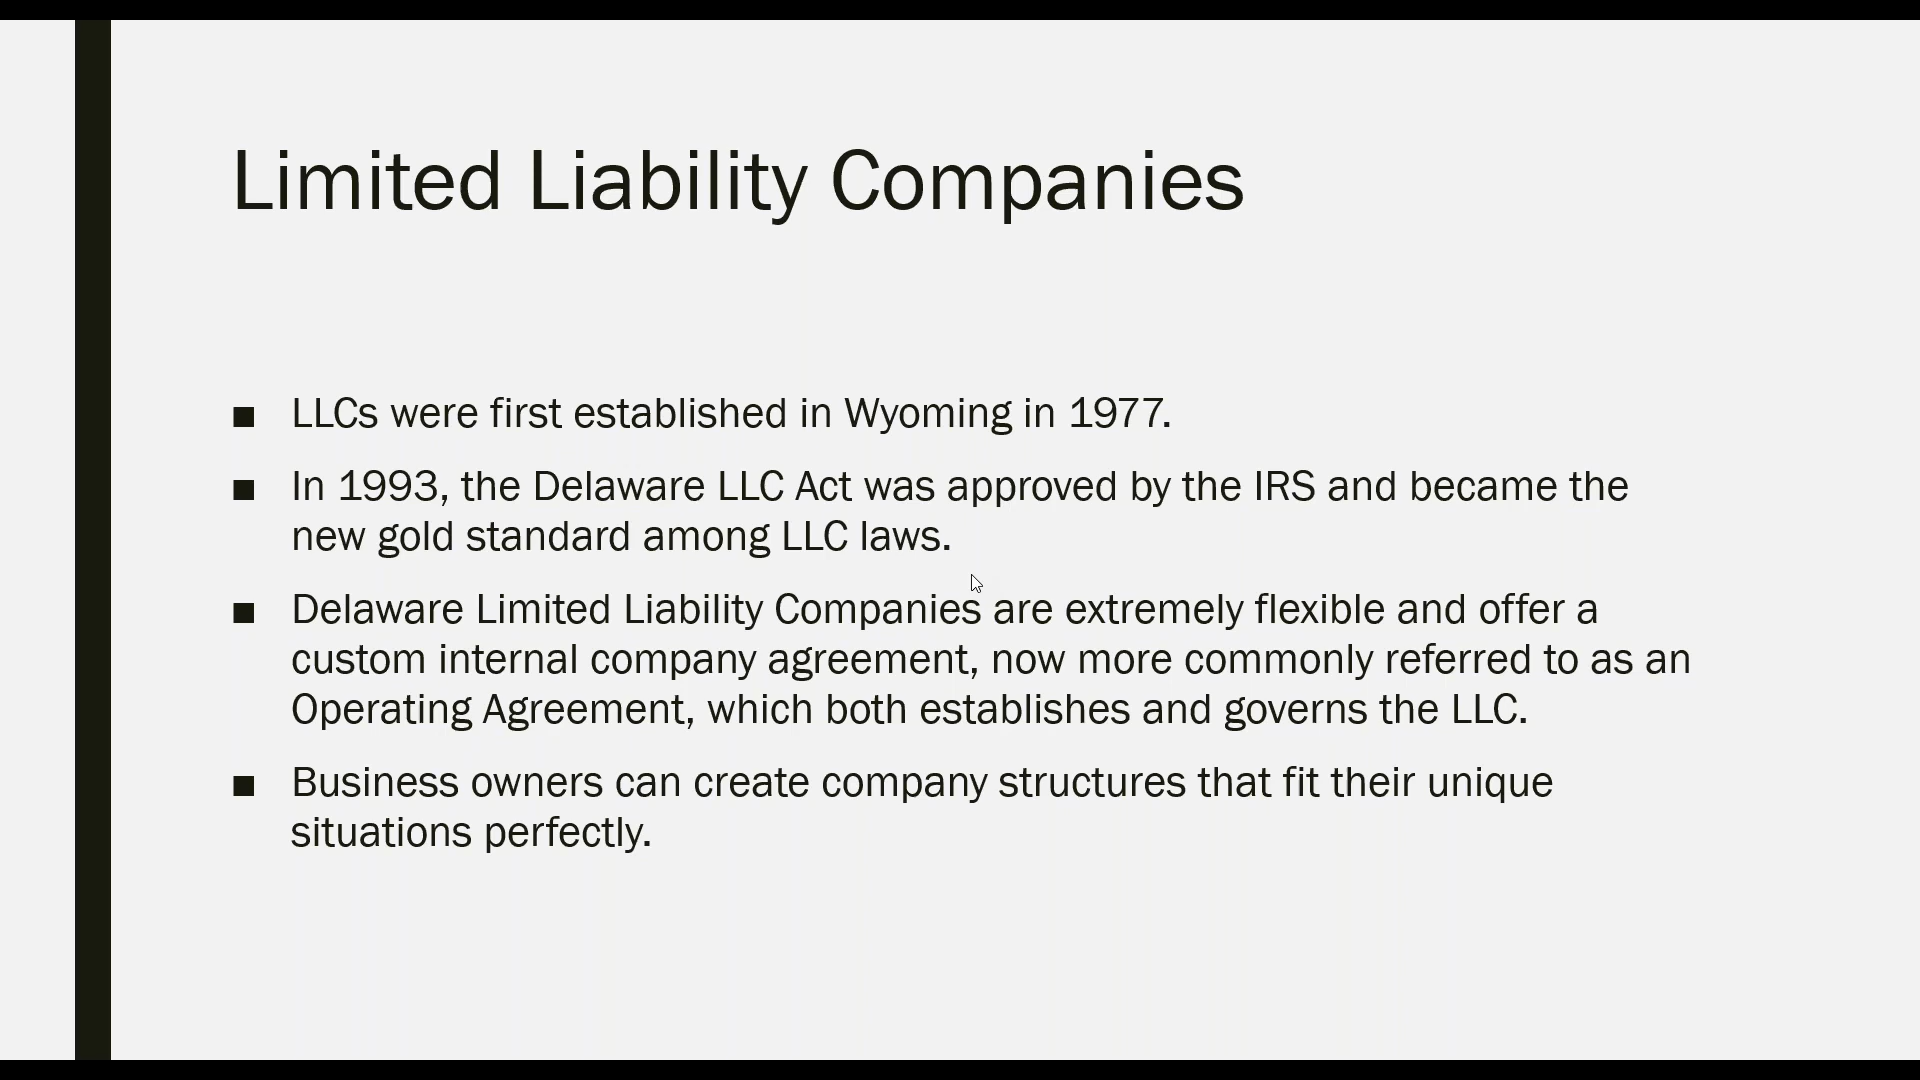 Limited Liability Companies
■ LLCs were first established in Wyoming in 1977.
■ In 1993, the Delaware LLC Act was approved by the IRS and became the
new gold standard among LLC laws.
■ Delaware Limited Liability Companies are extremely flexible and offer a
custom internal company agreement, now more commonly referred to as an
Operating Agreement, which both establishes and governs the LLC.
■ Business owners can create company structures that fit their unique
situations perfectly.